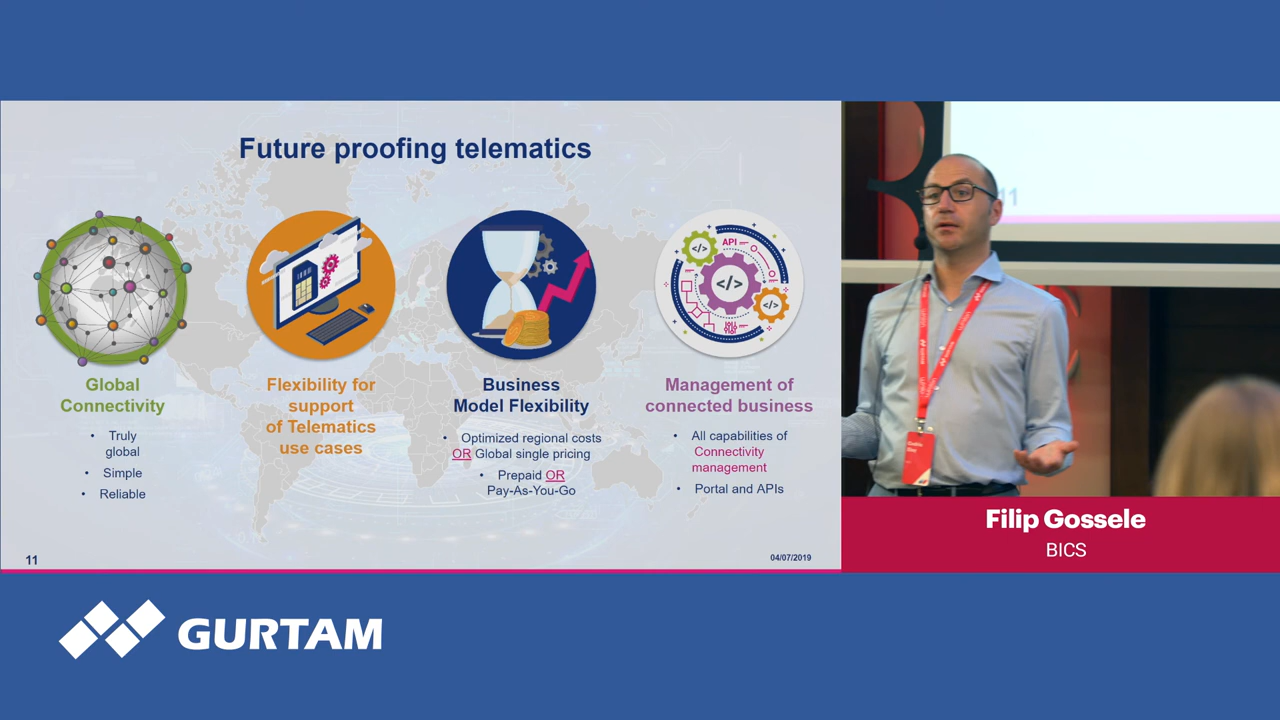 Future proofing telematics
Global
Connectivity
• Truly
global
• Simple
• Reliable
Flexibility for
support
of Telematics
use cases
Business
Model Flexibility
• Optimized regional costs
OR Global single pricing
• Prepaid OR
Pay-As-You-Go
API
</>
</>
</>
Management of
connected business
• All capabilities of
Connectivity
management
• Portal and APIs
11
04/07/2019
11
Filip Gossele
BICS
GURTAM